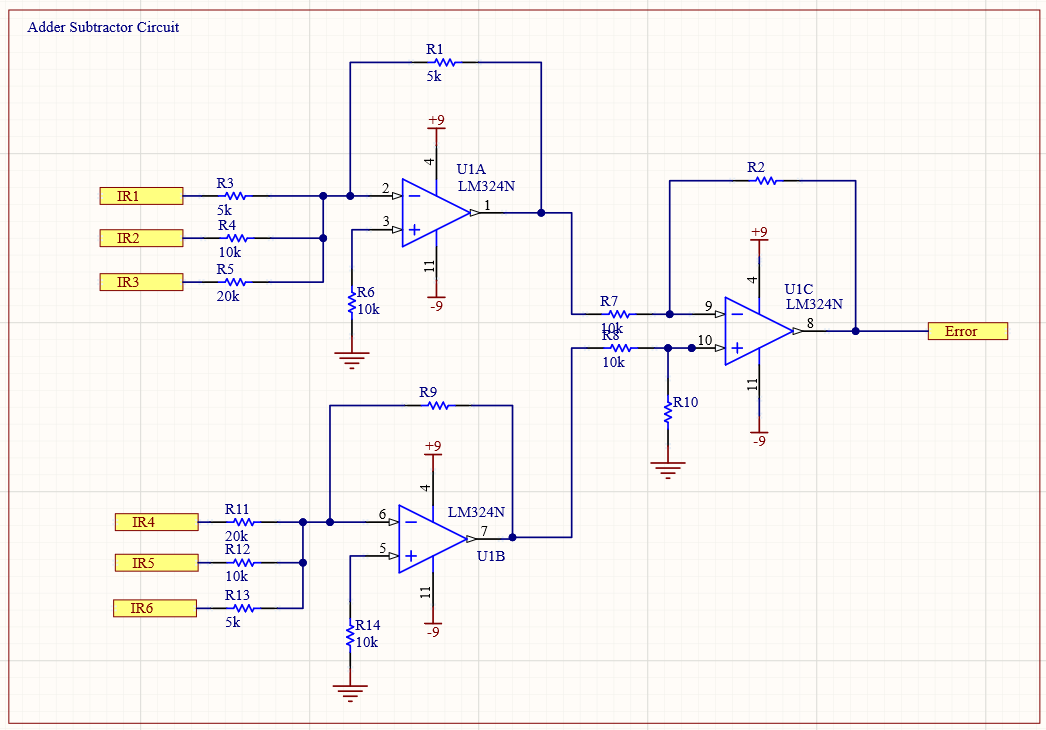 Adder Subtractor Circuit
R1
5k
+9
4
U1A
LM324N
R3
IR1
5k
2
1
3
R4
IR2
10k
R5
IR3
20k
11
-9
R6
10k
R2
+9
4
U1C
LM324N
R7
10k
9
8
Error
R8
10k
10
11
-9
R10
R9
+9
4
LM324N
U1B
R11
IR4
20k
6
7
5
R12
IR5
10k
R13
IR6
5k
11
-9
R14
10k